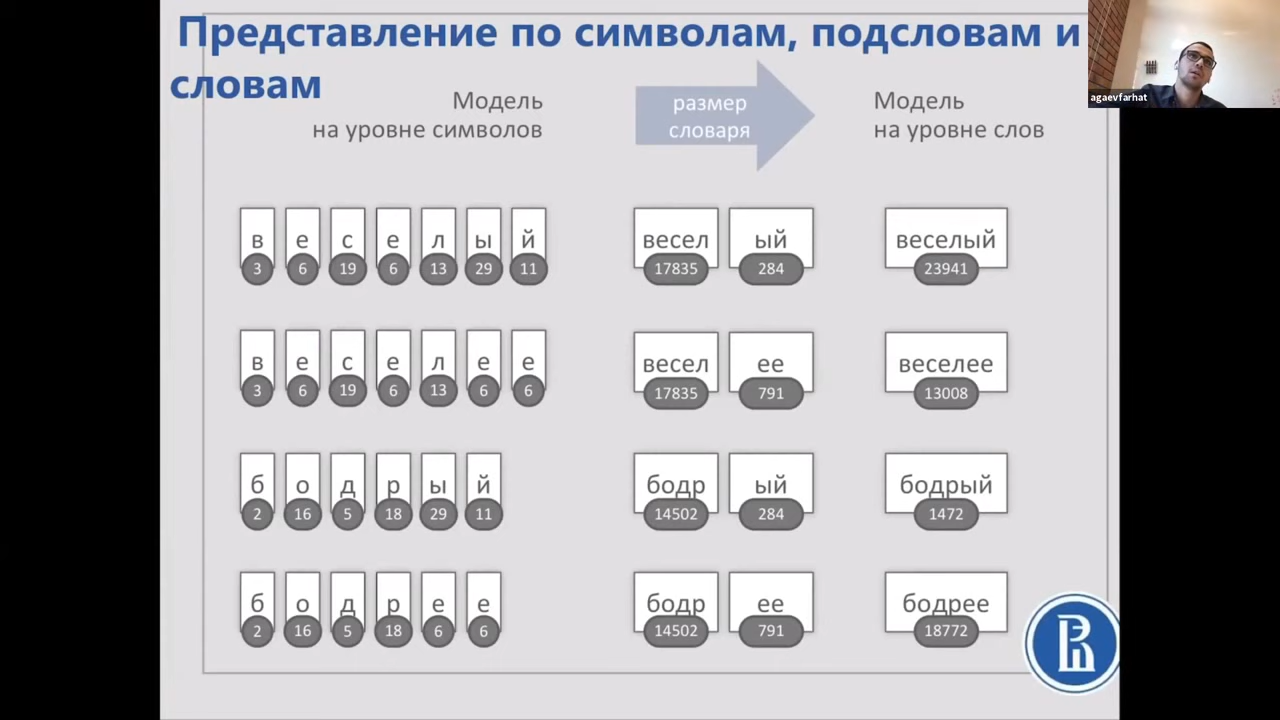 Представление по символам, подсловам и
словам
agaevfarhat
Модель
на уровне символов
размер
словаря
Модель
на уровне слов
в е с е л ы й весел ый веселый
3 6 19 6 13 29 11 17835 284 23941
в е с е л е е весел ее веселее
3 6 19 6 13 6 6 17835 791 13008
б о д р ы й бодр ый бодрый
2 16 5 18 29 11 14502 284 1472
б о д р е е бодр ее бодрее
2 16 5 18 6 6 14502 791 18772